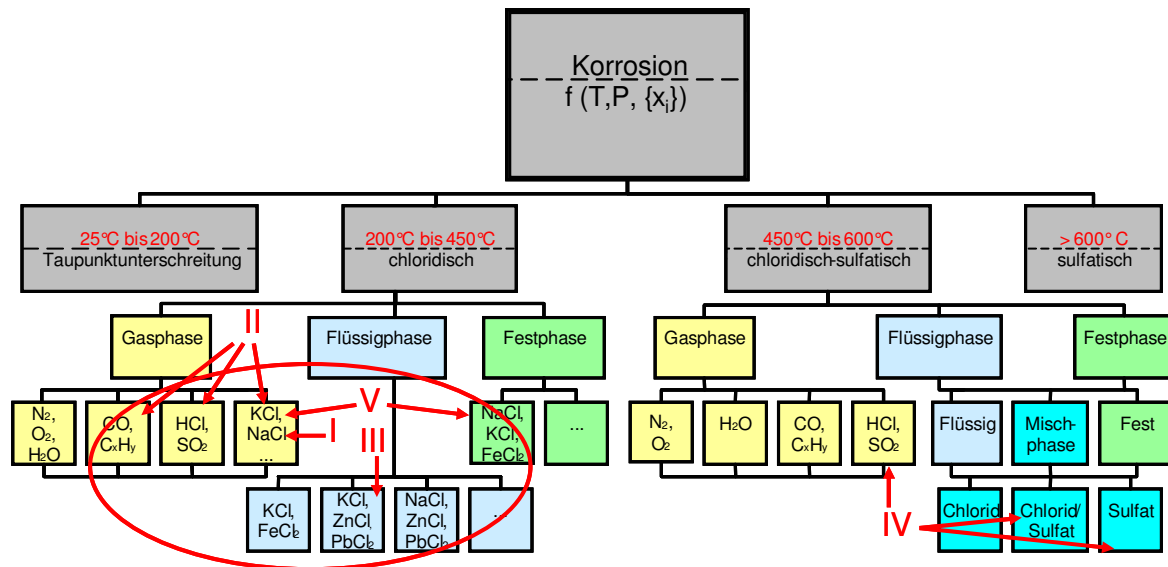 Korrosion
f (T,P, {xᵢ})
25°C bis 200°C
Taupunktunterschreitung
200°C bis 450°C
chloridisch
450°C bis 600°C
chloridisch-sulfatisch
> 600° C
sulfatisch
II
Gasphase
Flüssigphase
Festphase
Gasphase
Flüssigphase
Festphase
N₂,
O₂,
H₂O
CO,
CₓHᵧ
HCl,
SO₂
KCl,
NaCl
...
V
I
III
NaCl,
KCl,
FeCl₂
...
N₂,
O₂
H₂O
CO,
CₓHᵧ
HCl,
SO₂
Flüssig
Misch-
phase
Fest
KCl,
FeCl₂
KCl,
ZnCl,
PbCl₂
NaCl,
ZnCl,
PbCl₂
...
IV
Chlorid
Chlorid/
Sulfat
Sulfat